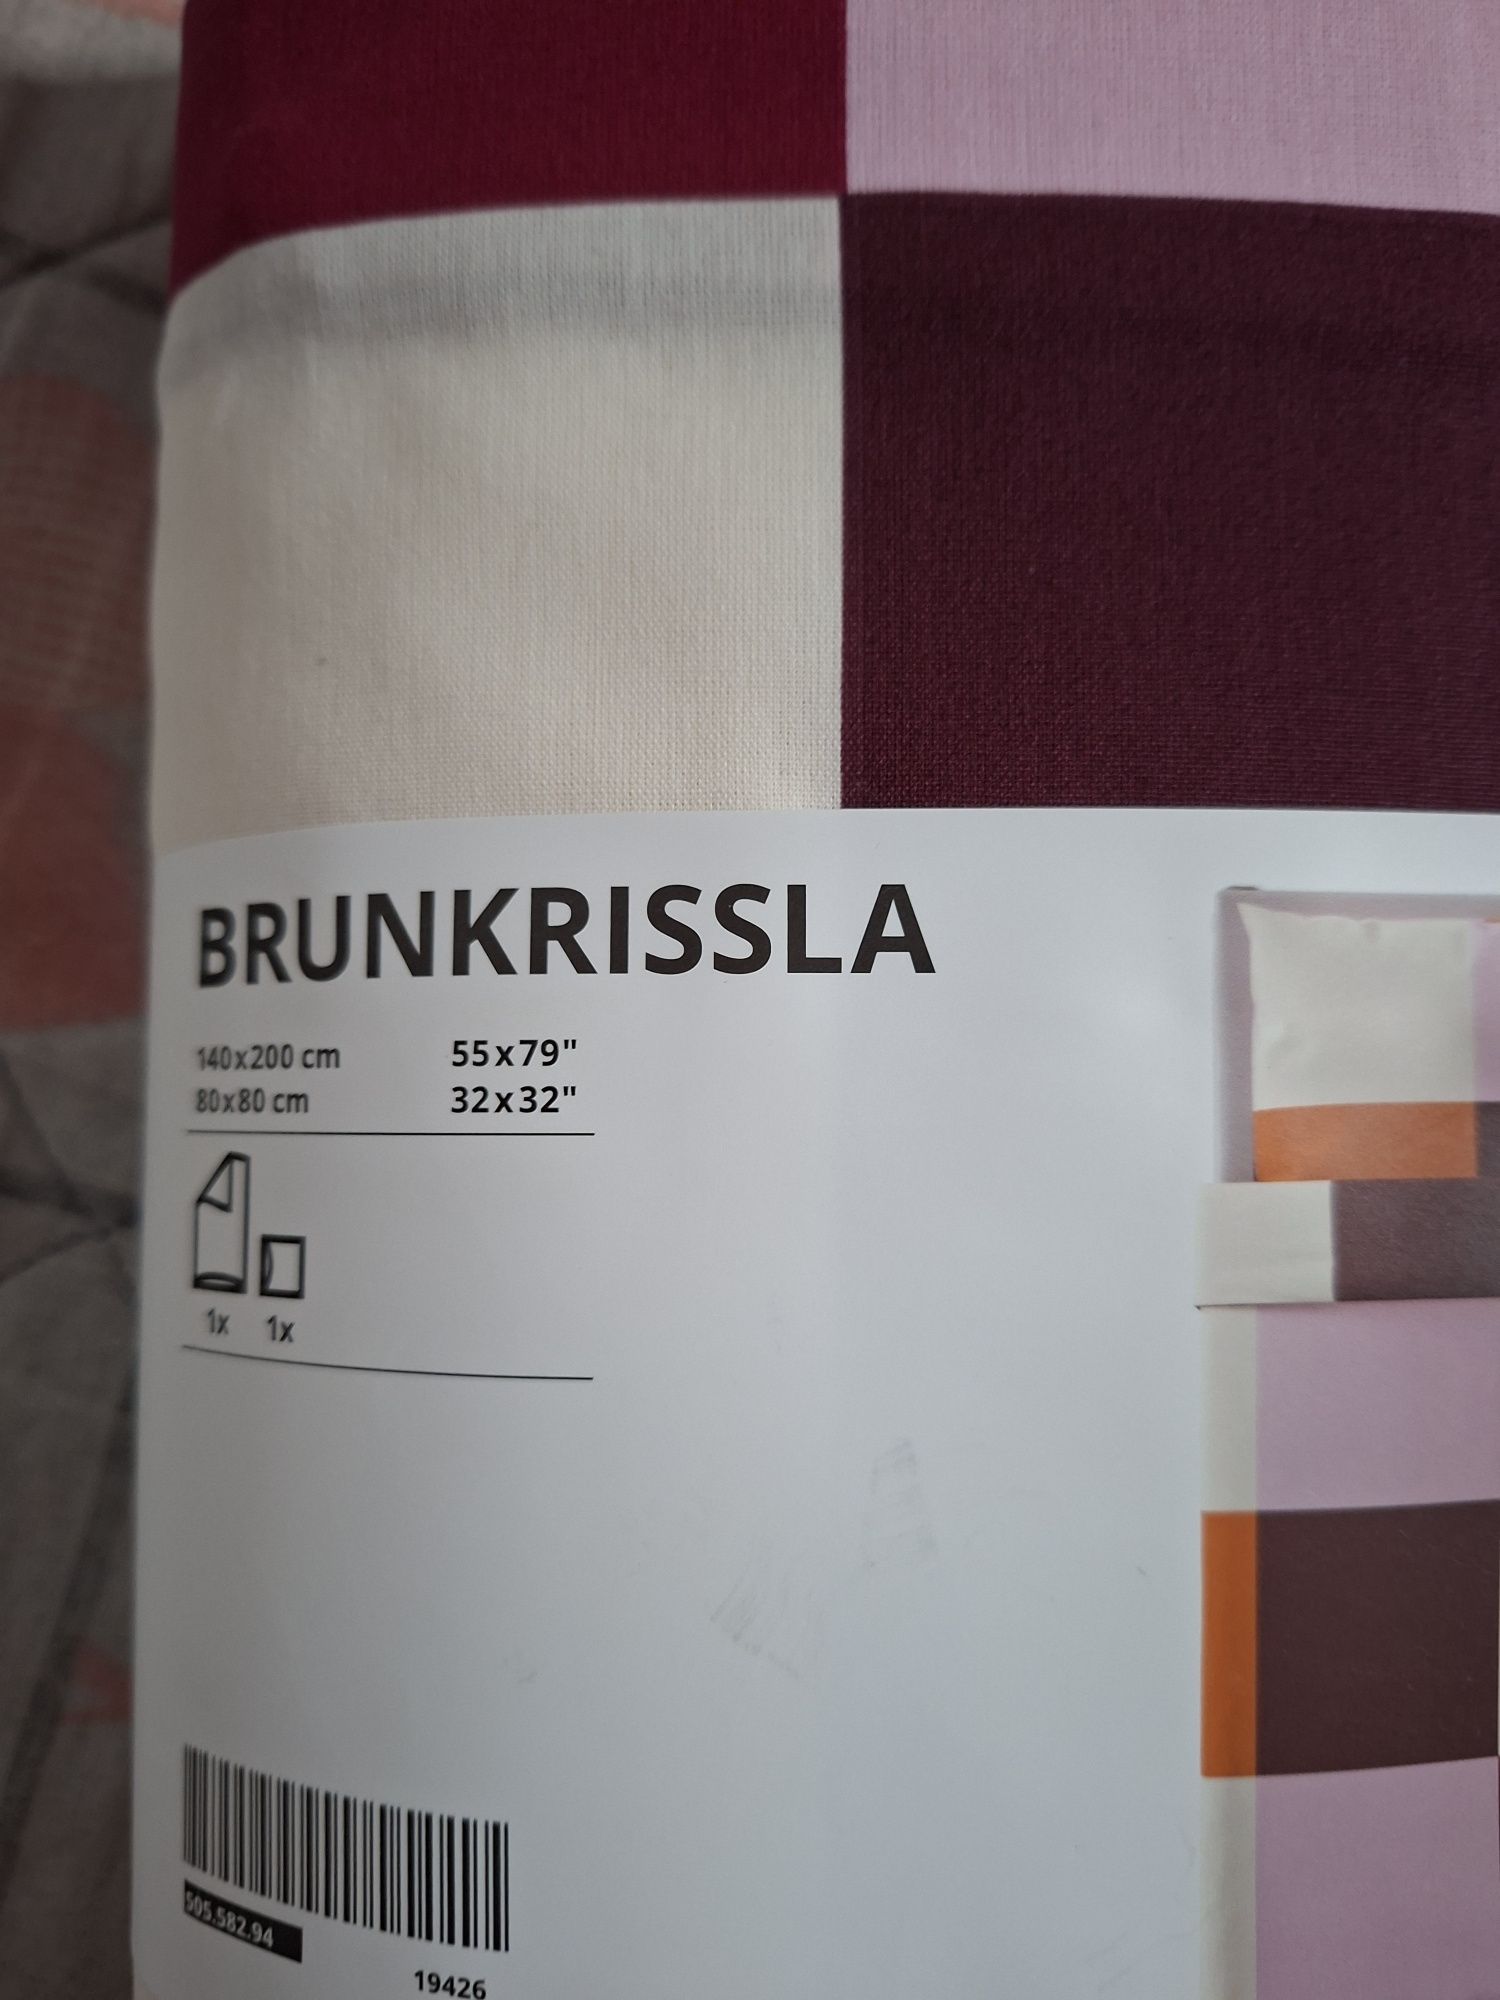 BRUNKRISSLA
140x200 cm 55x79"
80x80 cm 32x32"
1x 1x
505.582.94
19426